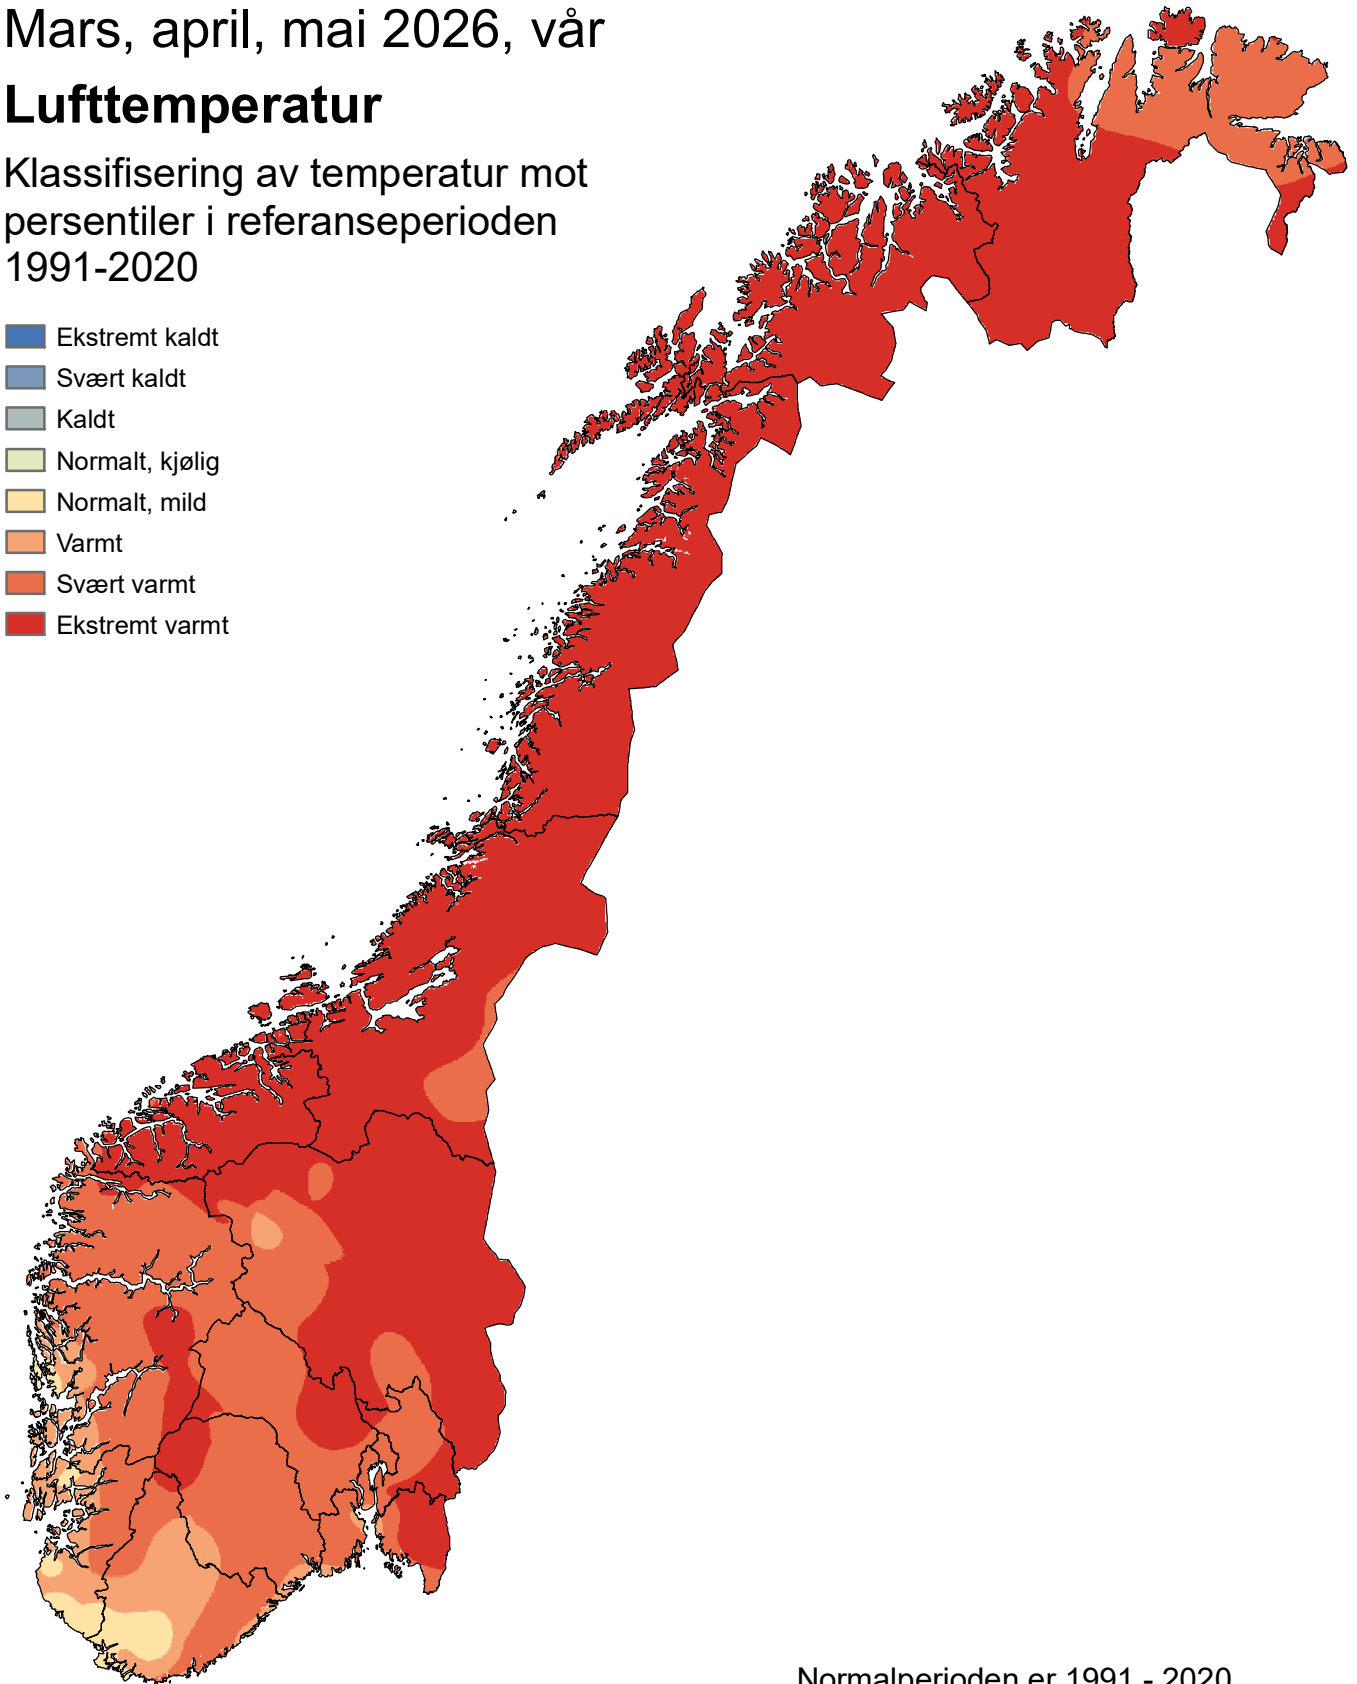 Mars, april, mai 2026, vår
Lufttemperatur
Klassifisering av temperatur mot
persentiler i referanseperioden
1991-2020
Ekstremt kaldt
Svært kaldt
Kaldt
Normalt, kjølig
Normalt, mild
Varmt
Svært varmt
Ekstremt varmt
Normalperioden er 1991 - 2020